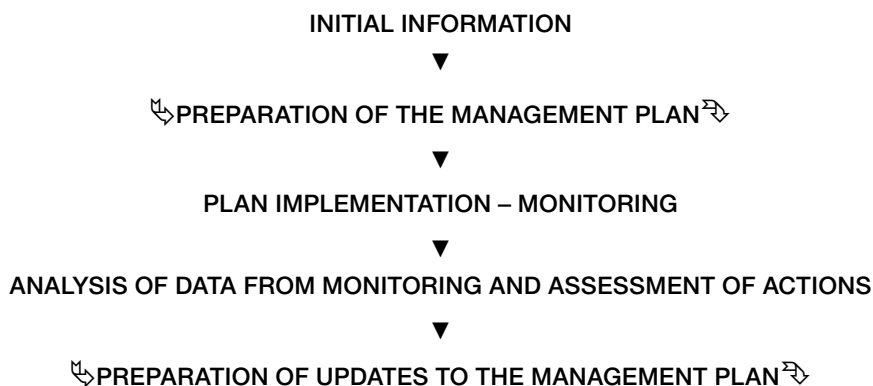 INITIAL INFORMATION
▼
PREPARATION OF THE MANAGEMENT PLAN
▼
PLAN IMPLEMENTATION – MONITORING
▼
ANALYSIS OF DATA FROM MONITORING AND ASSESSMENT OF ACTIONS
▼
PREPARATION OF UPDATES TO THE MANAGEMENT PLAN